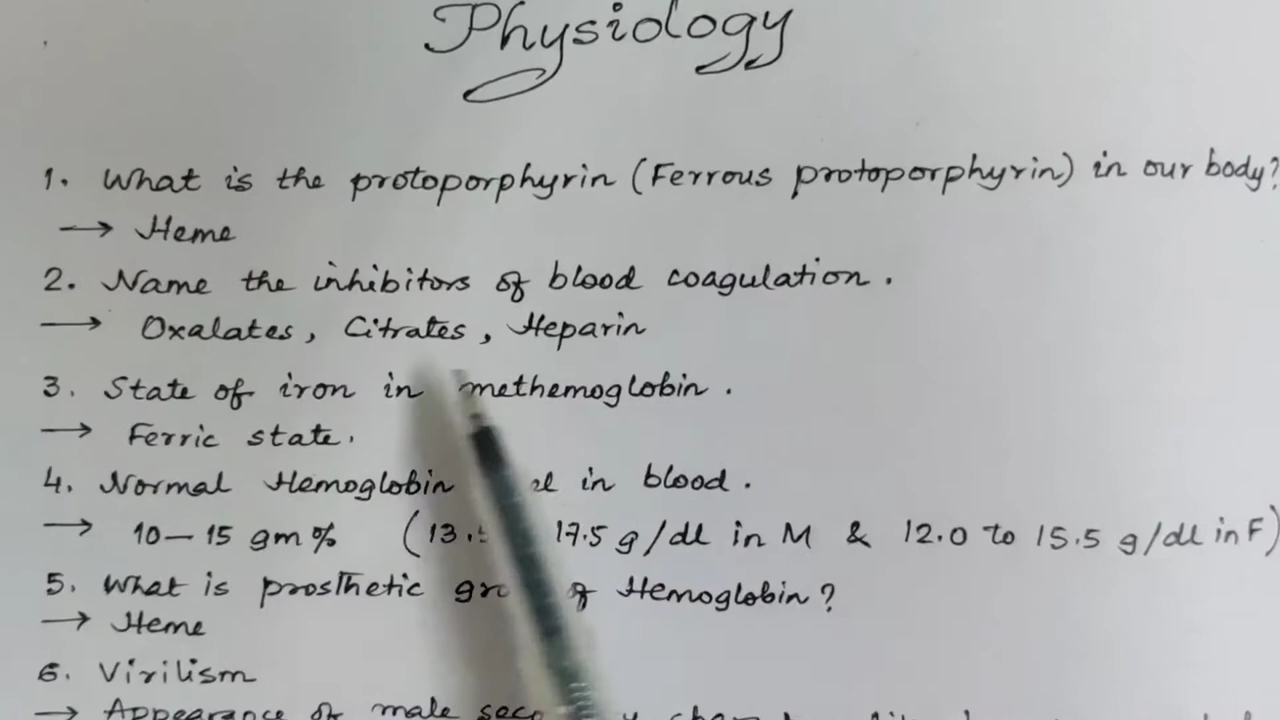 Physiology
1. What is the protoporphyrin (Ferrous protoporphyrin) in our body?
→ Heme
2. Name the inhibitors of blood coagulation.
→ Oxalates, Citrates, Heparin
3. State of iron in methemoglobin.
→ Ferric state.
4. Normal Hemoglobin in blood.
→ 10–15 gm% (13. 17.5 g/dl in M & 12.0 to 15.5 g/dl in F)
5. What is prosthetic of Hemoglobin?
→ Heme
6. Virilism
→ Appearance of male